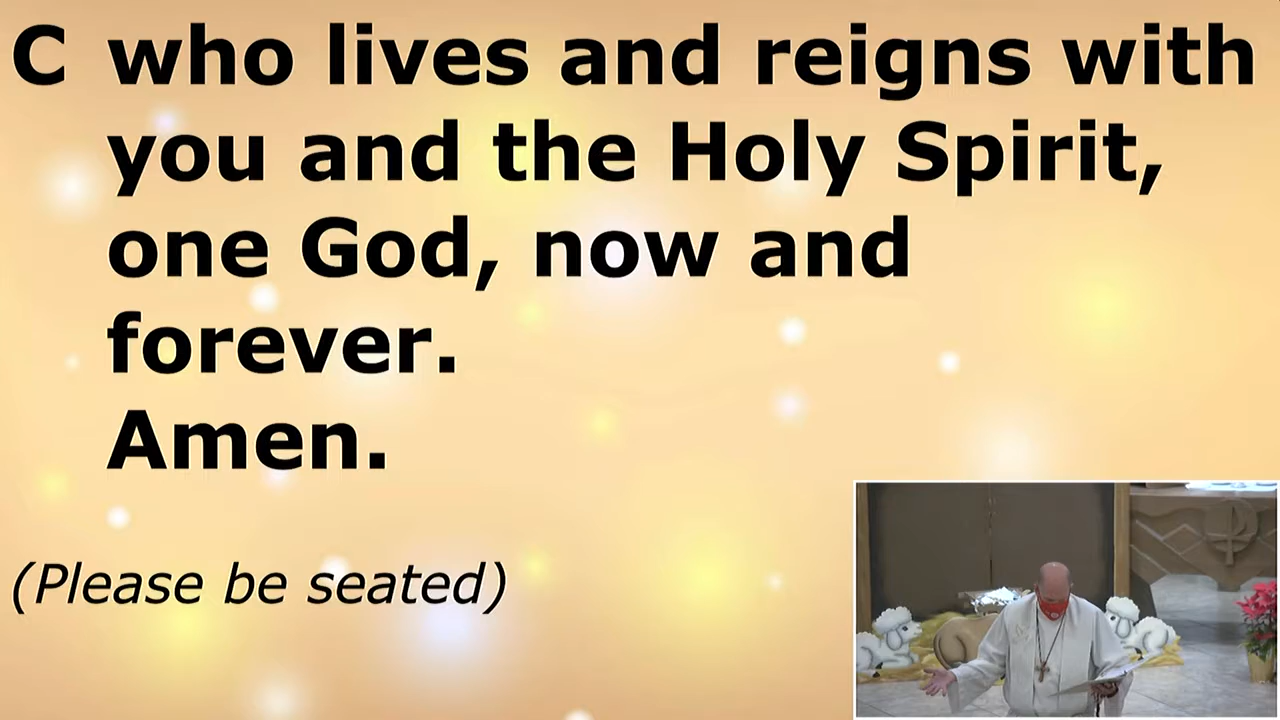 C who lives and reigns with
you and the Holy Spirit,
one God, now and
forever.
Amen.
(Please be seated)